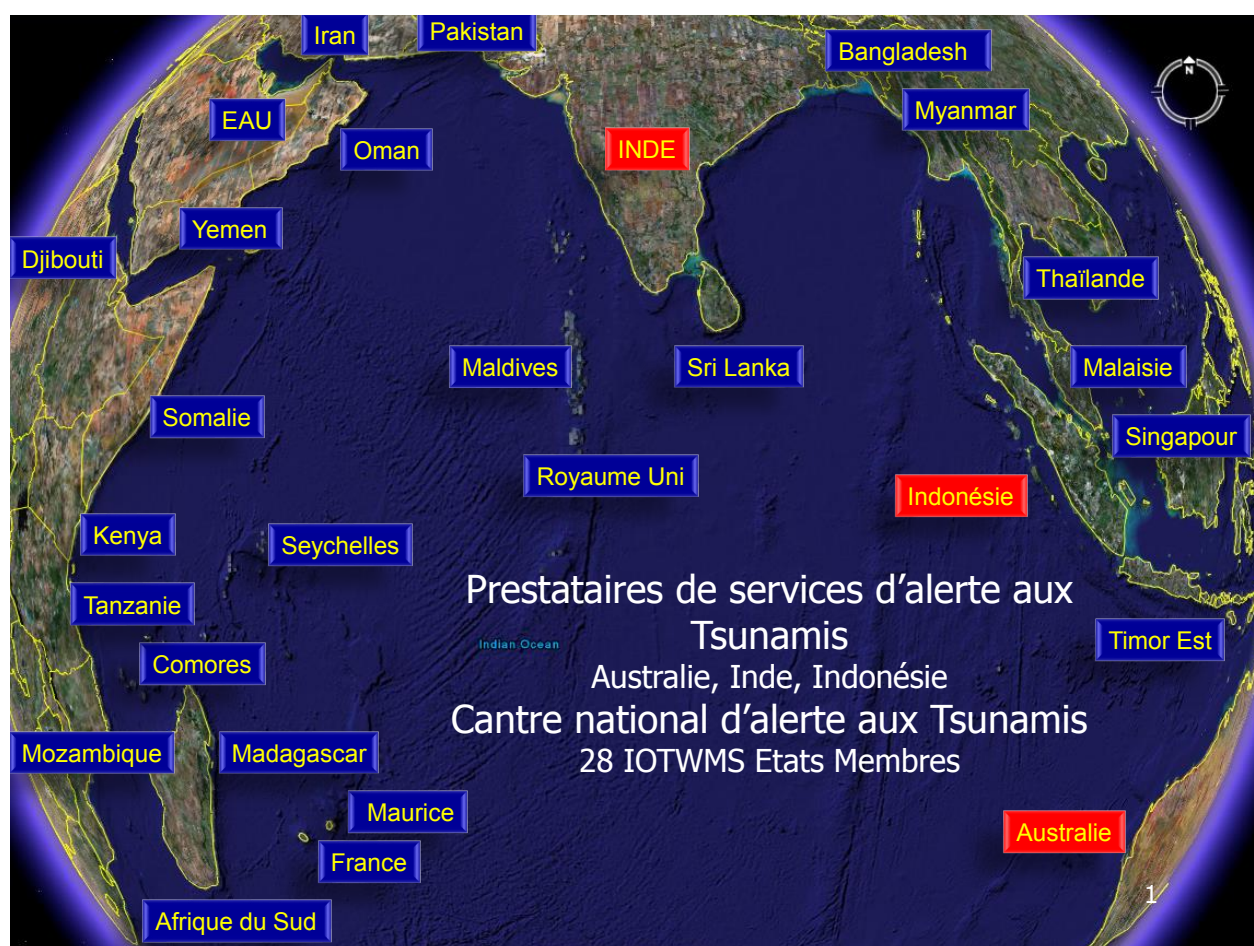 Iran
Pakistan
Bangladesh
N
EAU
Myanmar
Oman
INDE
Yemen
Djibouti
Thaïlande
Maldives
Sri Lanka
Malaisie
Somalie
Singapour
Royaume Uni
Indonésie
Kenya
Seychelles
Prestataires de services d’alerte aux
Tsunamis
Australie, Inde, Indonésie
Cantre national d’alerte aux Tsunamis
28 IOTWMS Etats Membres
Tanzanie
Indian Ocean
Timor Est
Comores
Mozambique
Madagascar
Maurice
Australie
France
1
Afrique du Sud